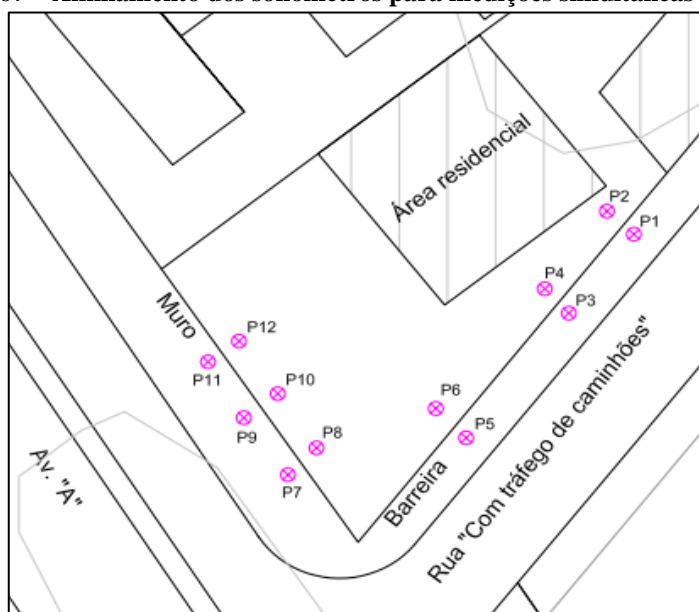 Alinhamento dos sonômetros para medições simultâneas
Área residencial
P2
P1
P4
P3
Muro
P12
P11
P10
P9
P6
P5
P8
P7
Av. "A"
Barreira
Rua "Com tráfego de caminhões"